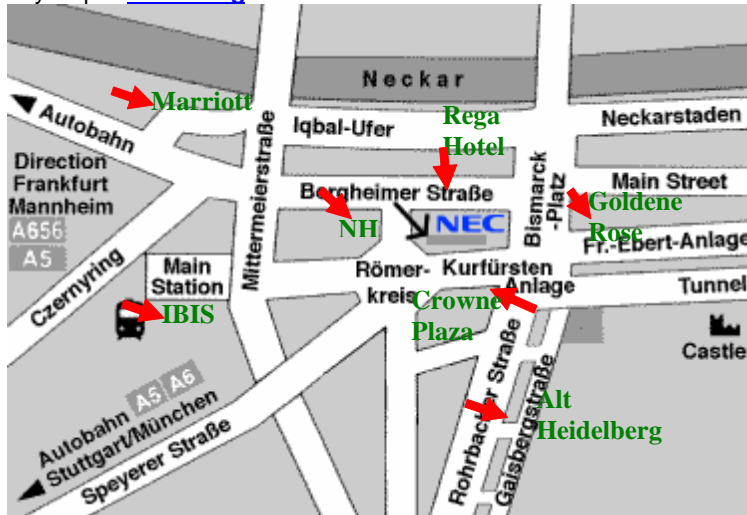 Neckar
Marriott
Autobahn
Mittermeierstraße
Iqbal-Ufer
Rega
Hotel
Neckarstaden
Direction
Frankfurt
Mannheim
A656
A5
Bergheimer Straße
Bismarck
-Platz
Main Street
Goldene
Rose
NH
NEC
Fr.-Ebert-Anlage
Czernyring
Main
Station
Römer-
kreis
Kurfürsten
Anlage
Tunnel
IBIS
Crowne
Plaza
Castle
Autobahn A5 A6
Stuttgart/München
Speyerer Straße
Rohrbacher Straße
Gaisbergstraße
Alt
Heidelberg